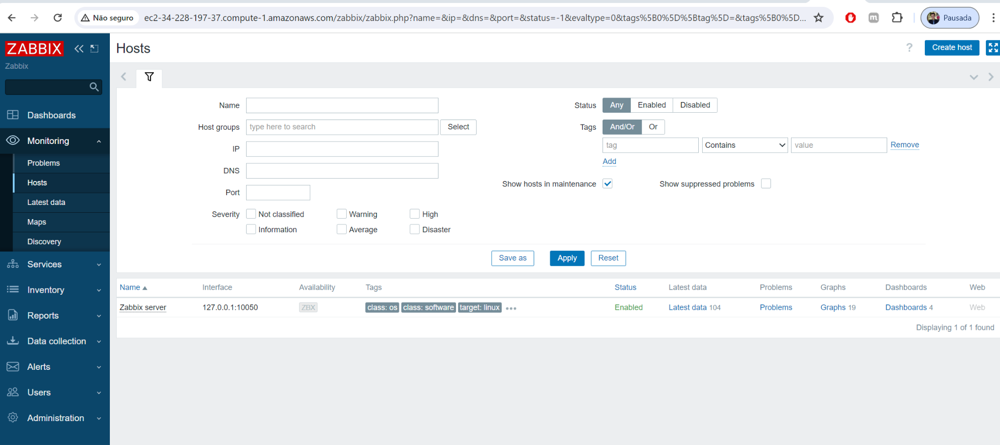 Não seguro
ec2-34-228-197-37.compute-1.amazonaws.com/zabbix/zabbix.php?name=&ip=&dns=&port=&status=-1&evaltype=0&tags%5B0%5D%5Btag%5D=&tags%5B0%5D...
m
Pausada
ZABBIX
Zabbix
Dashboards
Monitoring
Problems
Hosts
Latest data
Maps
Discovery
Services
Inventory
Reports
Data collection
Alerts
Users
Administration
Hosts
?
Create host
Name
Host groups
type here to search
Select
IP
DNS
Port
Severity
Not classified
Warning
High
Information
Average
Disaster
Status
Any
Enabled
Disabled
Tags
And/Or
Or
tag
Contains
value
Remove
Add
Show hosts in maintenance
Show suppressed problems
Save as
Apply
Reset
Name Interface Availability Tags Status Latest data Problems Graphs Dashboards Web
Zabbix server 127.0.0.1:10050 ZBX class: os class: software target: linux ••• Enabled Latest data 104 Problems Graphs 19 Dashboards 4 Web
Displaying 1 of 1 found